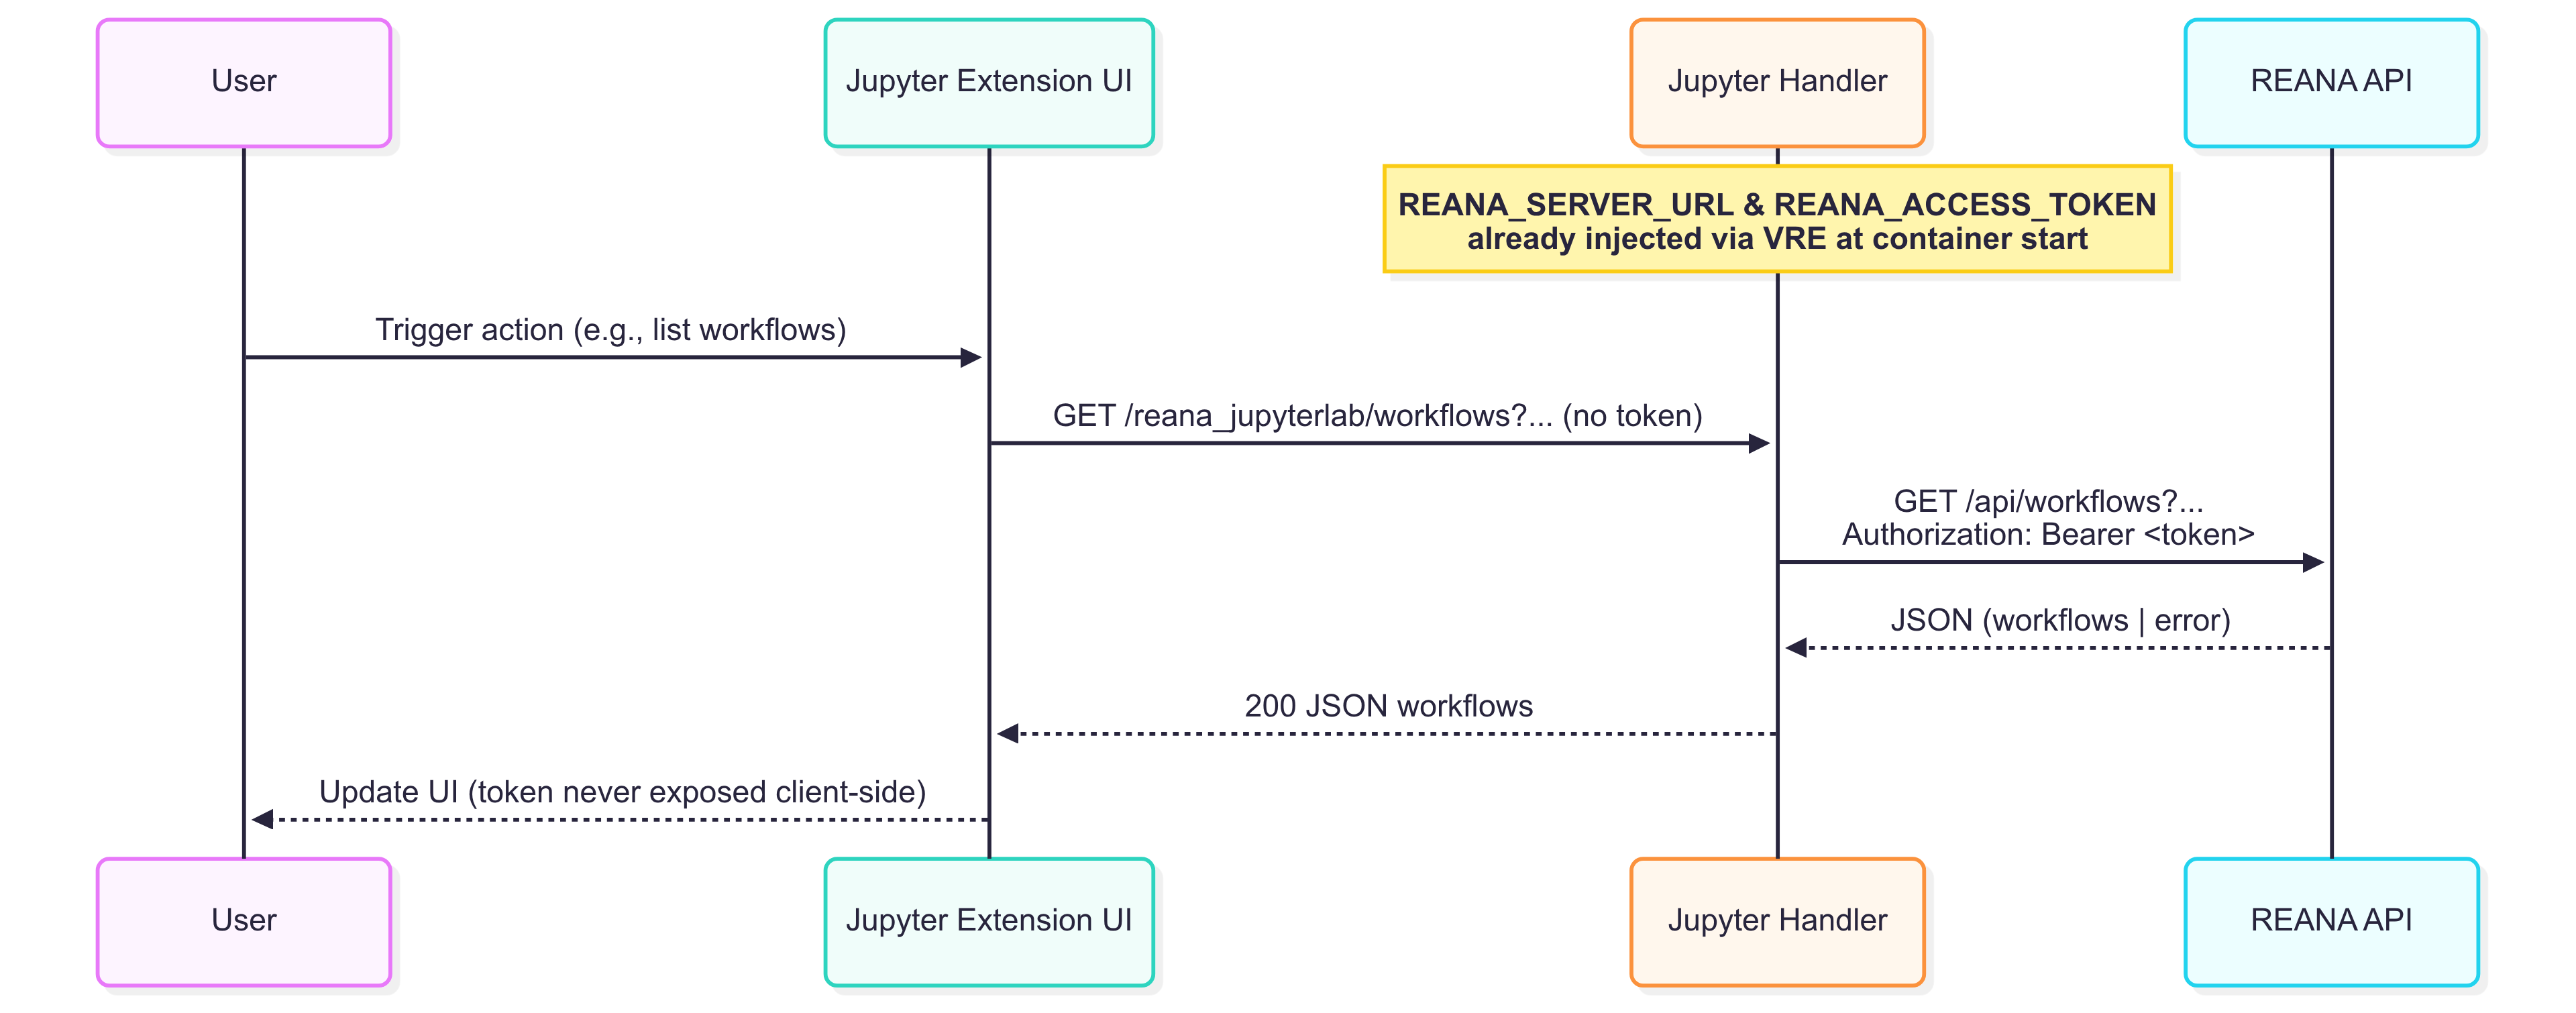 User
Jupyter Extension UI
Jupyter Handler
REANA API
REANA_SERVER_URL & REANA_ACCESS_TOKEN
already injected via VRE at container start
Trigger action (e.g., list workflows)
GET /reana_jupyterlab/workflows?... (no token)
GET /api/workflows?...
Authorization: Bearer <token>
JSON (workflows | error)
200 JSON workflows
Update UI (token never exposed client-side)
User
Jupyter Extension UI
Jupyter Handler
REANA API